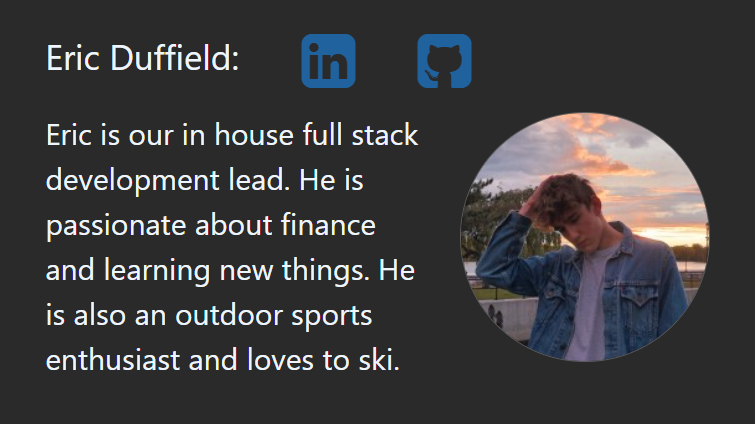 Eric Duffield:
in
Eric is our in house full stack
development lead. He is
passionate about finance
and learning new things. He
is also an outdoor sports
enthusiast and loves to ski.